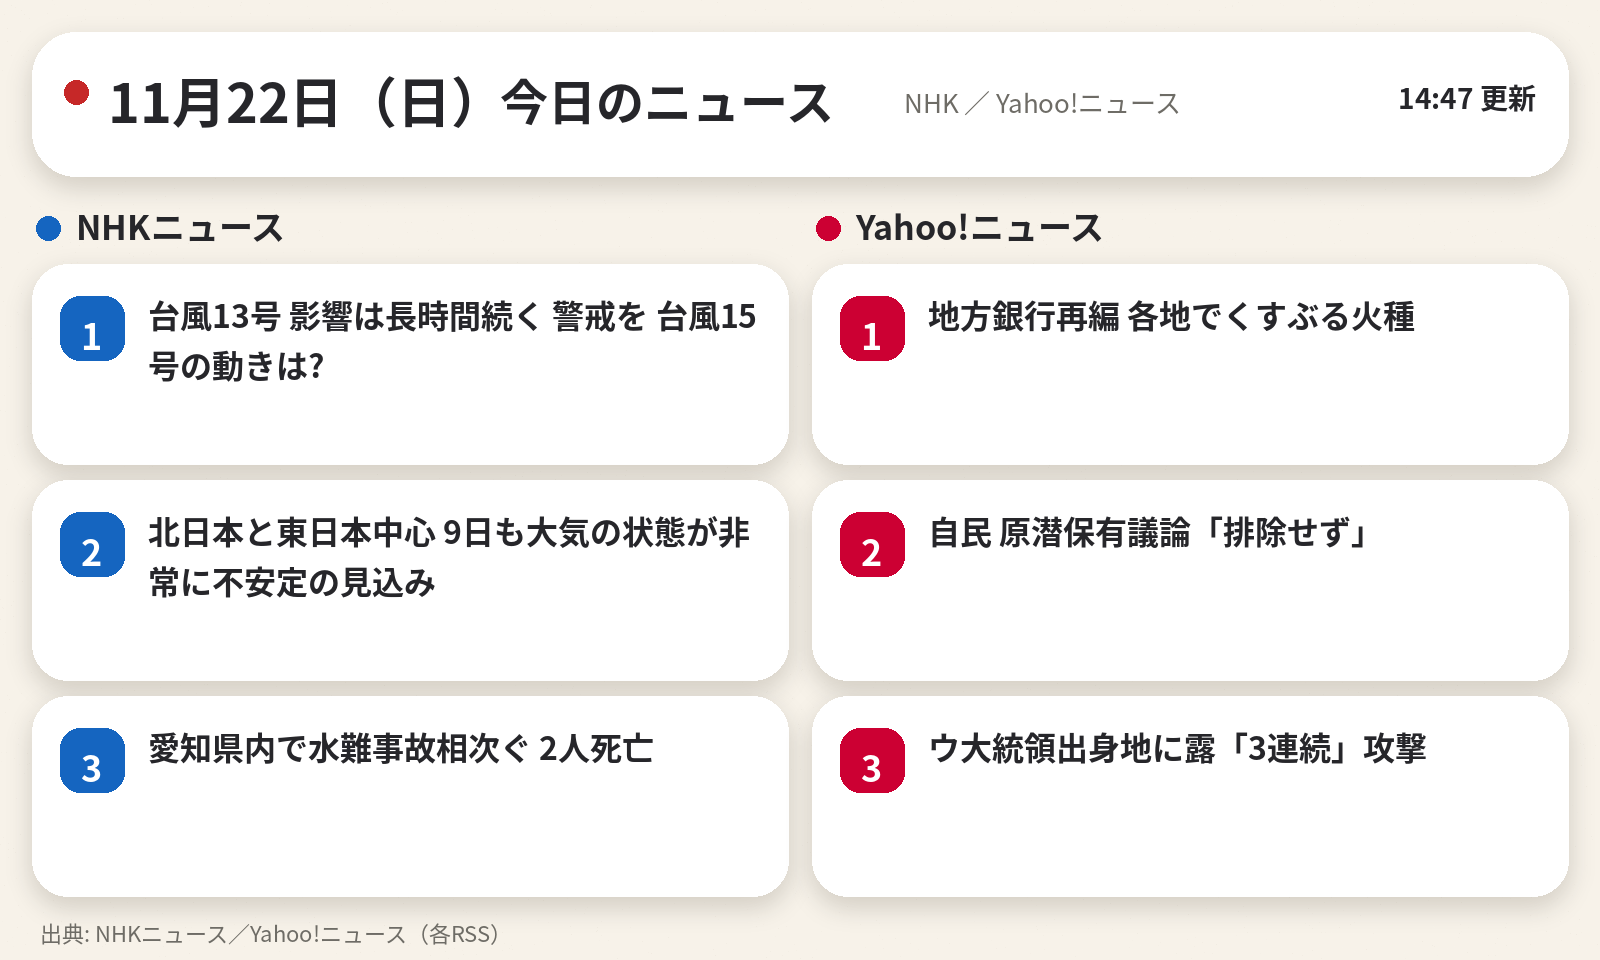 11月22日（日）今日のニュース
NHK ／ Yahoo!ニュース
14:47 更新
NHKニュース
1
台風13号 影響は長時間続く 警戒を 台風15
号の動きは?
2
北日本と東日本中心 9日も大気の状態が非
常に不安定の見込み
3
愛知県内で水難事故相次ぐ 2人死亡
Yahoo!ニュース
1
地方銀行再編 各地でくすぶる火種
2
自民 原潜保有議論「排除せず」
3
ウ大統領出身地に露「3連続」攻撃
出典: NHKニュース／Yahoo!ニュース（各RSS）